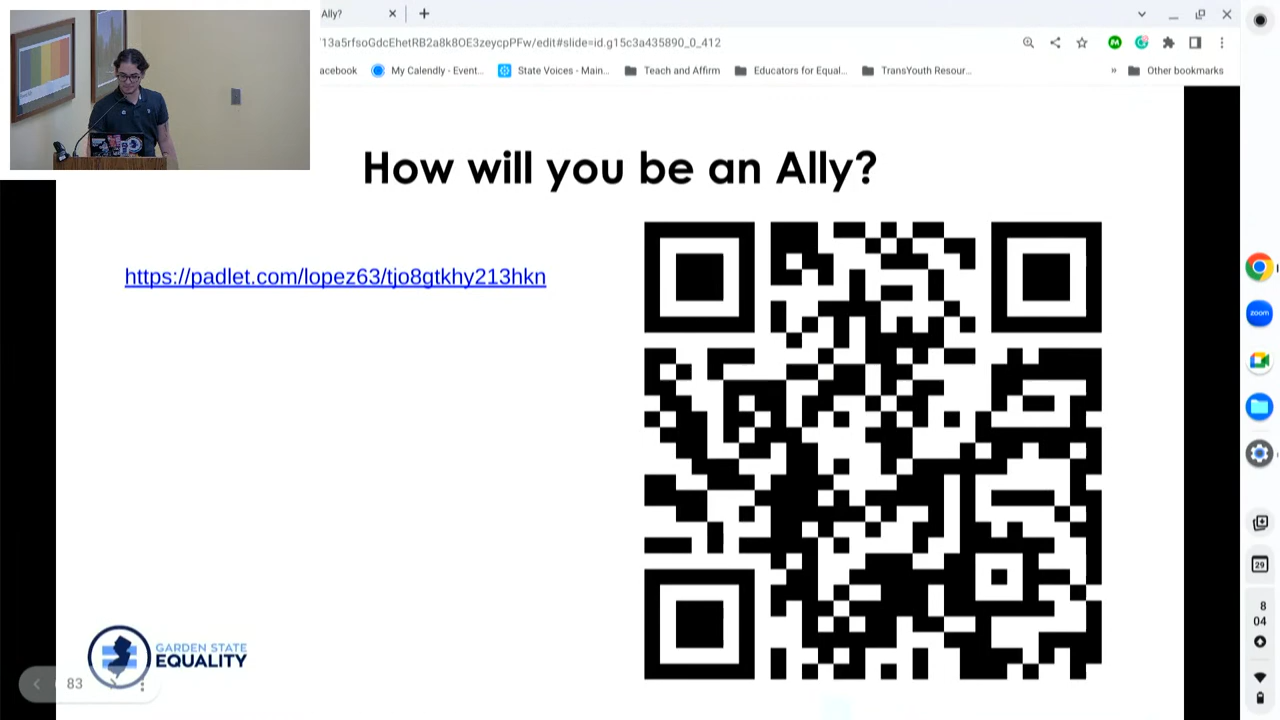 Ally?
'13a5rfsoGdcEhetRB2a8k8OE3zeycpPFw/edit#slide=id.g15c3a435890_0_412
acebook
My Calendly - Event...
State Voices - Main...
Teach and Affirm
Educators for Equal...
TransYouth Resour...
»
Other bookmarks
How will you be an Ally?
https://padlet.com/lopez63/tjo8gtkhy213hkn
zoom
29
8
04
GARDEN STATE
EQUALITY
83